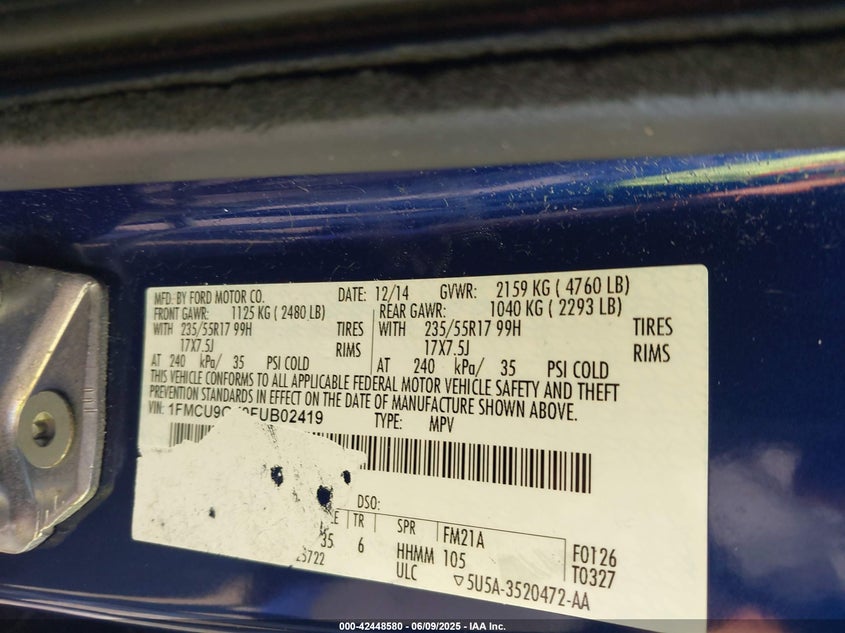 MFD. BY FORD MOTOR CO. DATE: 12/14 GVWR: 2159 KG ( 4760 LB)
FRONT GAWR: 1125 KG ( 2480 LB) REAR GAWR: 1040 KG ( 2293 LB)
WITH 235/55R17 99H TIRES WITH 235/55R17 99H TIRES
17X7.5J RIMS 17X7.5J RIMS
AT 240 kPa/ 35 PSI COLD AT 240 kPa/ 35 PSI COLD
THIS VEHICLE CONFORMS TO ALL APPLICABLE FEDERAL MOTOR VEHICLE SAFETY AND THEFT
PREVENTION STANDARDS IN EFFECT ON THE DATE OF MANUFACTURE SHOWN ABOVE.
VIN: 1FMCU9 UB02419 TYPE: MPV
DSO:
TR SPR FM21A F0126
35 6 HHMM 105 T0327
5722 ULC ▽5U5A-3520472-AA
000-42448580 - 06/09/2025 - IAA Inc.